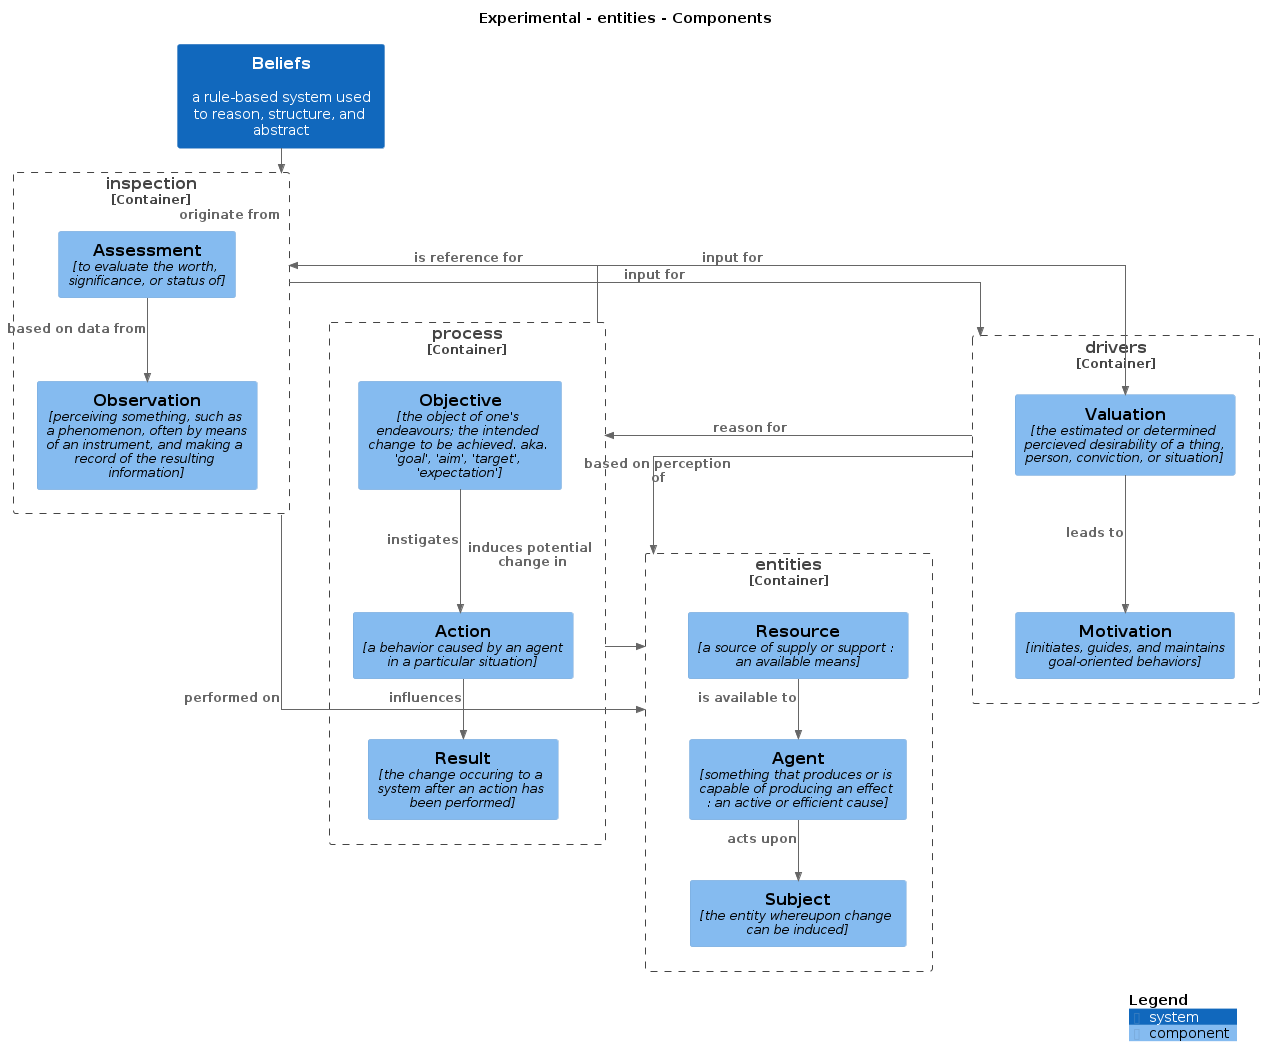 Experimental - entities - Components
Beliefs
a rule-based system used
to reason, structure, and
abstract
inspection
[Container]
originate from
Assessment
[to evaluate the worth,
significance, or status of]
based on data from
Observation
[perceiving something, such as
a phenomenon, often by means
of an instrument, and making a
record of the resulting
information]
is reference for
input for
input for
process
[Container]
Objective
[the object of one's
endeavours; the intended
change to be achieved. aka.
'goal', 'aim', 'target',
'expectation']
instigates
induces potential
change in
Action
[a behavior caused by an agent
in a particular situation]
influences
Result
[the change occuring to a
system after an action has
been performed]
performed on
reason for
based on perception
of
entities
[Container]
Resource
[a source of supply or support :
an available means]
is available to
Agent
[something that produces or is
capable of producing an effect
: an active or efficient cause]
acts upon
Subject
[the entity whereupon change
can be induced]
drivers
[Container]
Valuation
[the estimated or determined
percieved desirability of a thing,
person, conviction, or situation]
leads to
Motivation
[initiates, guides, and maintains
goal-oriented behaviors]
Legend
system
component